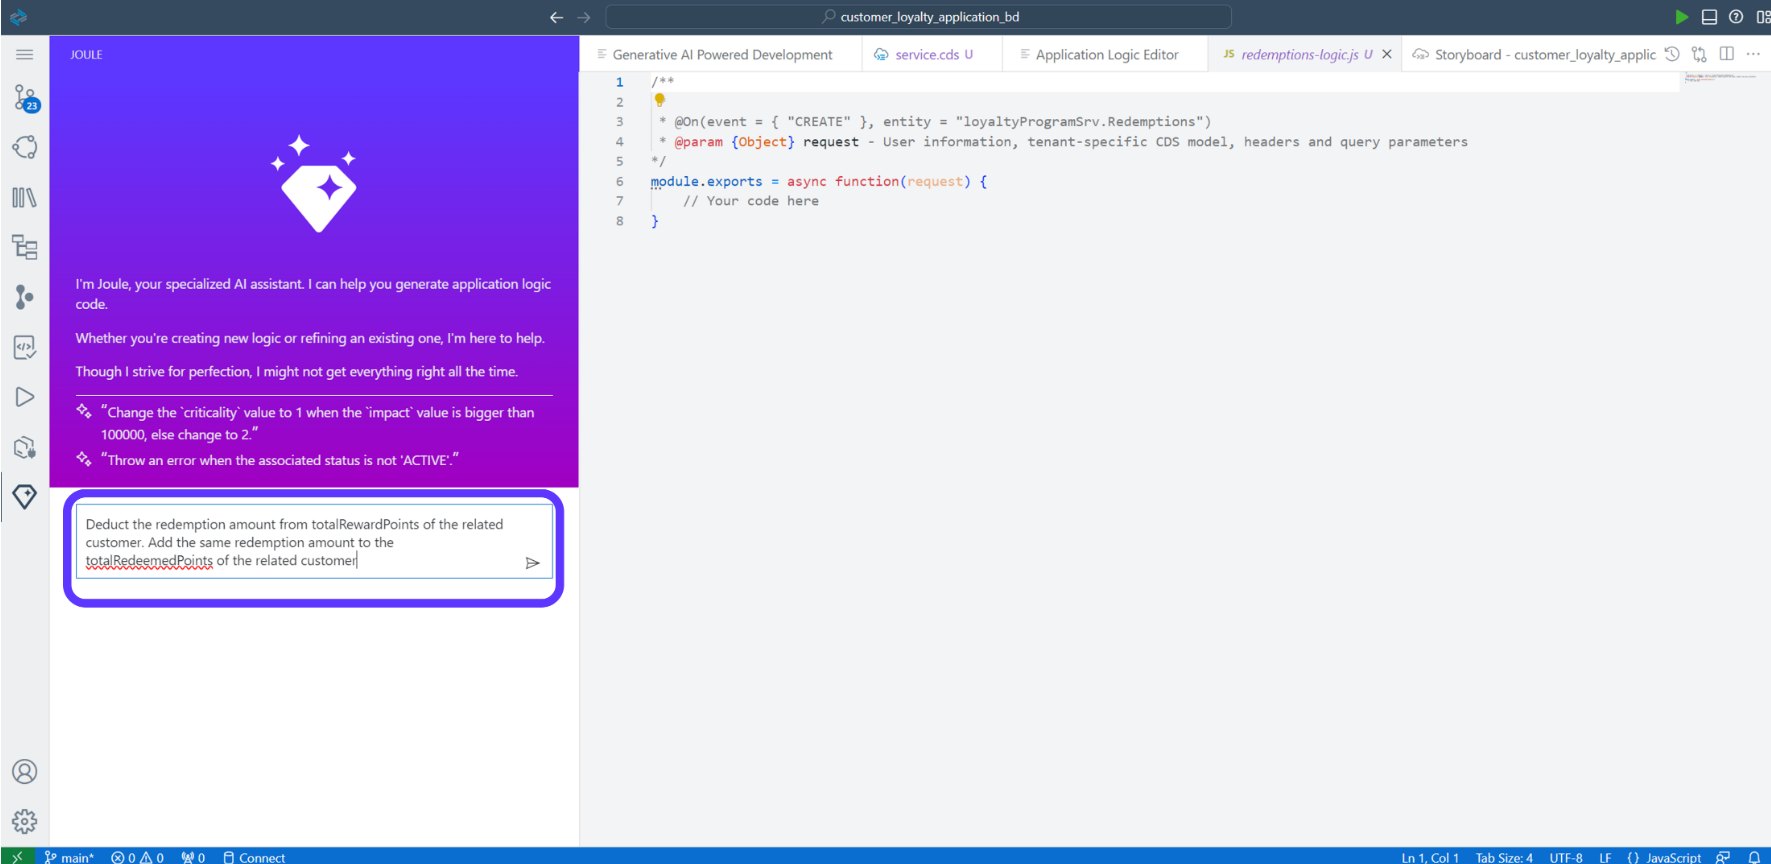 customer_loyalty_application_bd
JOULE
Generative AI Powered Development
service.cds U
Application Logic Editor
JS redemptions-logic.js U
Storyboard - customer_loyalty_applic
23
I'm Joule, your specialized AI assistant. I can help you generate application logic
code.
Whether you're creating new logic or refining an existing one, I'm here to help.
Though I strive for perfection, I might not get everything right all the time.
“Change the `criticality` value to 1 when the `impact` value is bigger than
100000, else change to 2.”
“Throw an error when the associated status is not 'ACTIVE'.”
Deduct the redemption amount from totalRewardPoints of the related
customer. Add the same redemption amount to the
totalRedeemedPoints of the related customer
1 /**
2
3 * @On(event = { "CREATE" }, entity = "loyaltyProgramSrv.Redemptions")
4 * @param {Object} request - User information, tenant-specific CDS model, headers and query parameters
5 */
6 module.exports = async function(request) {
7 // Your code here
8 }
main* 0 0 0 Connect
Ln 1, Col 1 Tab Size: 4 UTF-8 LF {} JavaScript